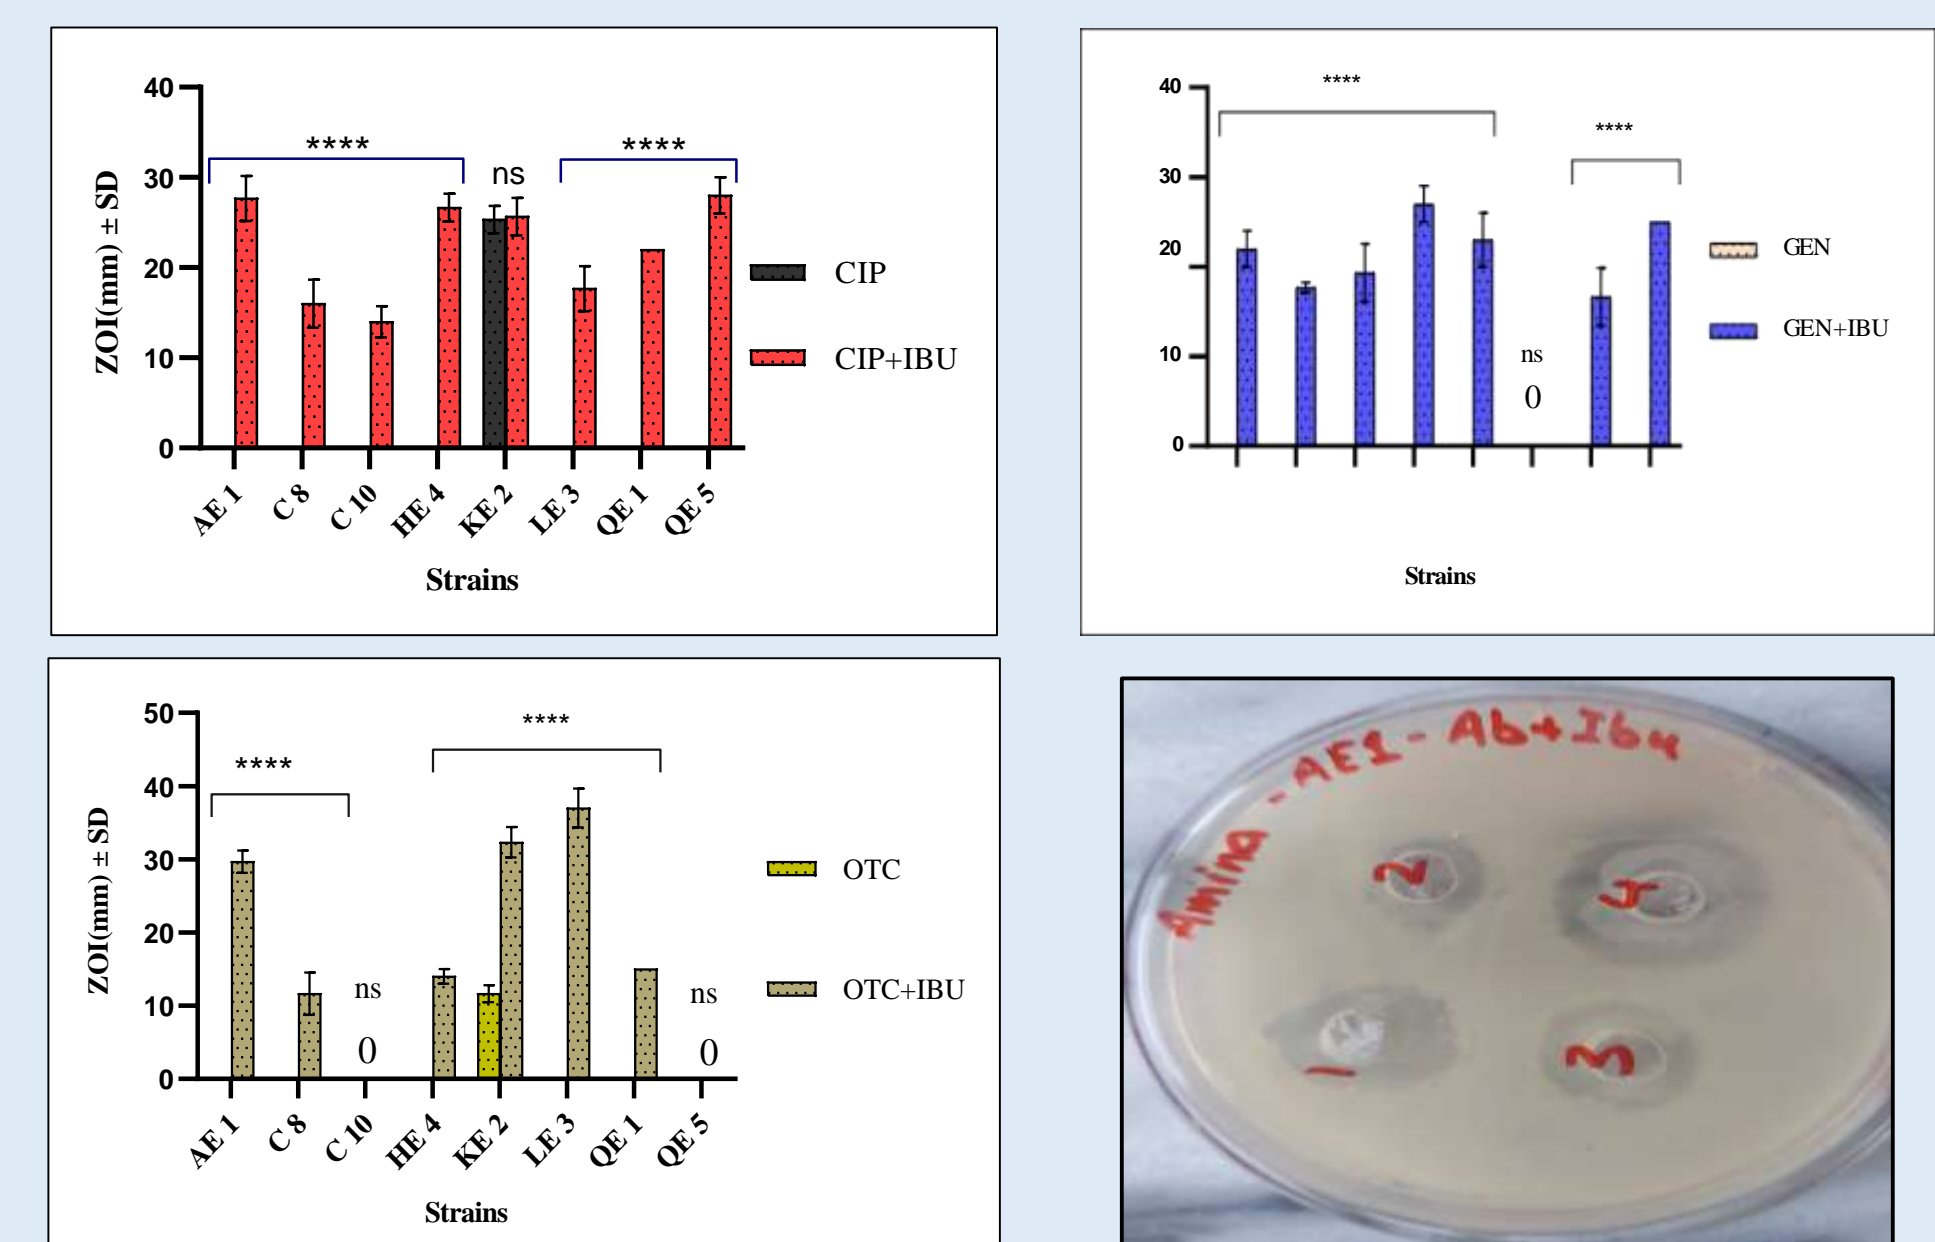 40
30
20
10
0
ZOI(mm) ± SD
****
ns
****
AE 1
C 8
C 10
HE 4
KE 2
LE 3
QE 1
QE 5
Strains
CIP
CIP+IBU
40
30
20
10
0
****
****
ns
0
Strains
GEN
GEN+IBU
50
40
30
20
10
0
ZOI(mm) ± SD
****
****
ns
0
ns
0
AE 1
C 8
C 10
HE 4
KE 2
LE 3
QE 1
QE 5
Strains
OTC
OTC+IBU
Amina - AE1 - Ab+Ibu
2
4
1
3